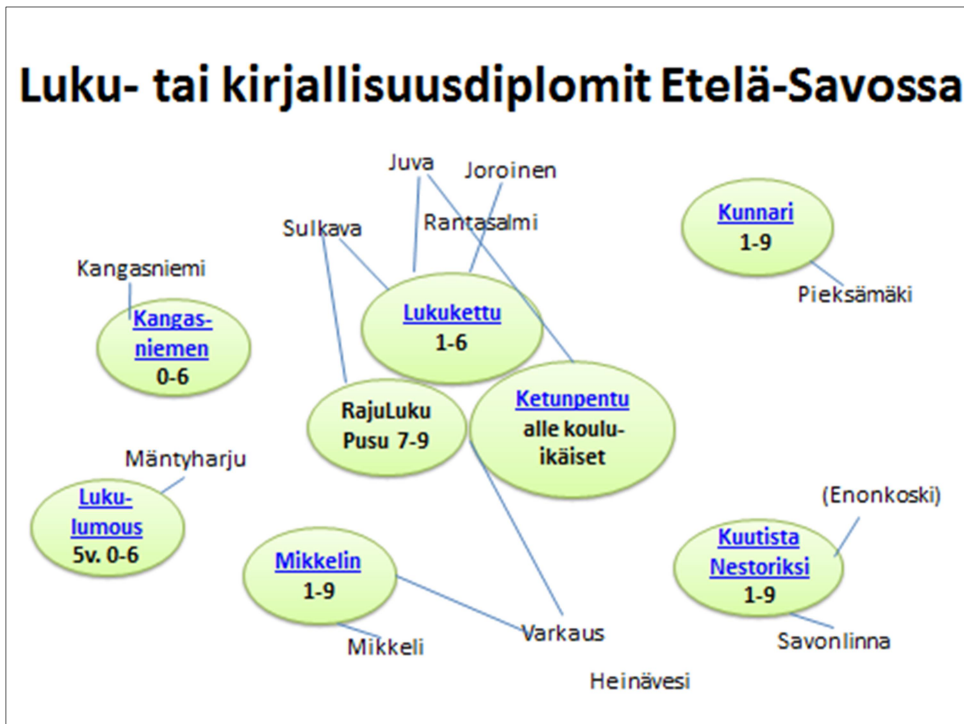 Luku- tai kirjallisuusdiplomit Etelä-Savossa
Juva
Joroinen
Sulkava
Rantasalmi
Kunnari
1-9
Kangasniemi
Pieksämäki
Kangas-
niemen
0-6
Lukukettu
1-6
RajuLuku
Pusu 7-9
Ketunpentu
alle koulu-
ikäiset
Mäntyharju
Luku-
lumous
5v. 0-6
(Enonkoski)
Mikkelin
1-9
Kuutista
Nestoriksi
1-9
Mikkeli
Varkaus
Savonlinna
Heinävesi